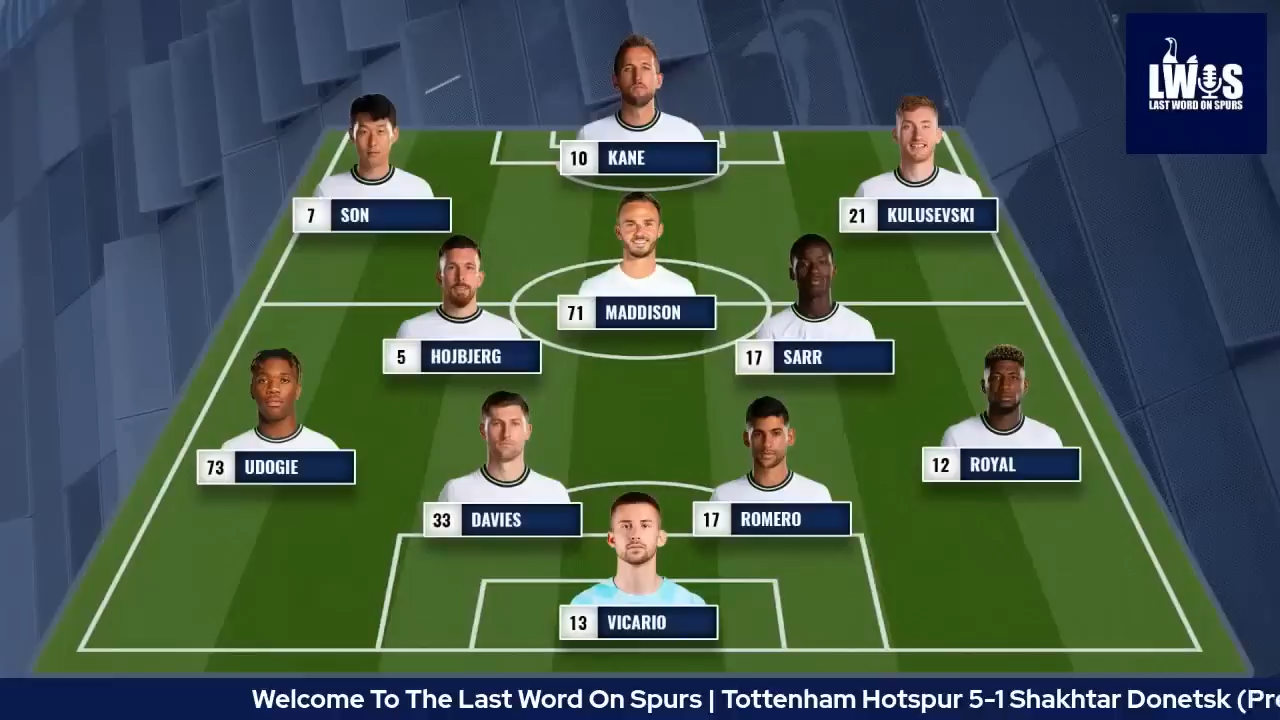 LWOS
LAST WORD ON SPURS
10 KANE
7 SON
21 KULUSEVSKI
71 MADDISON
5 HOJBJERG
17 SARR
73 UDOGIE
12 ROYAL
33 DAVIES
17 ROMERO
13 VICARIO
Welcome To The Last Word On Spurs | Tottenham Hotspur 5-1 Shakhtar Donetsk (Pre